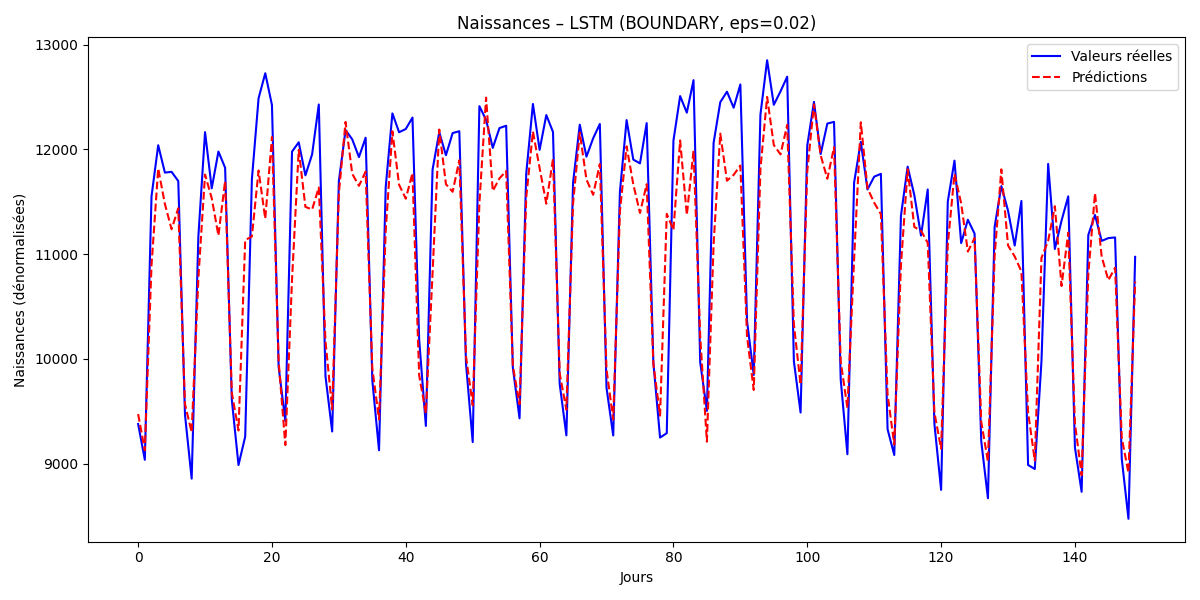 Naissances – LSTM (BOUNDARY, eps=0.02)
Valeurs réelles
Prédictions
Naissances (dénormalisées)
13000
12000
11000
10000
9000
0 20 40 60 80 100 120 140
Jours